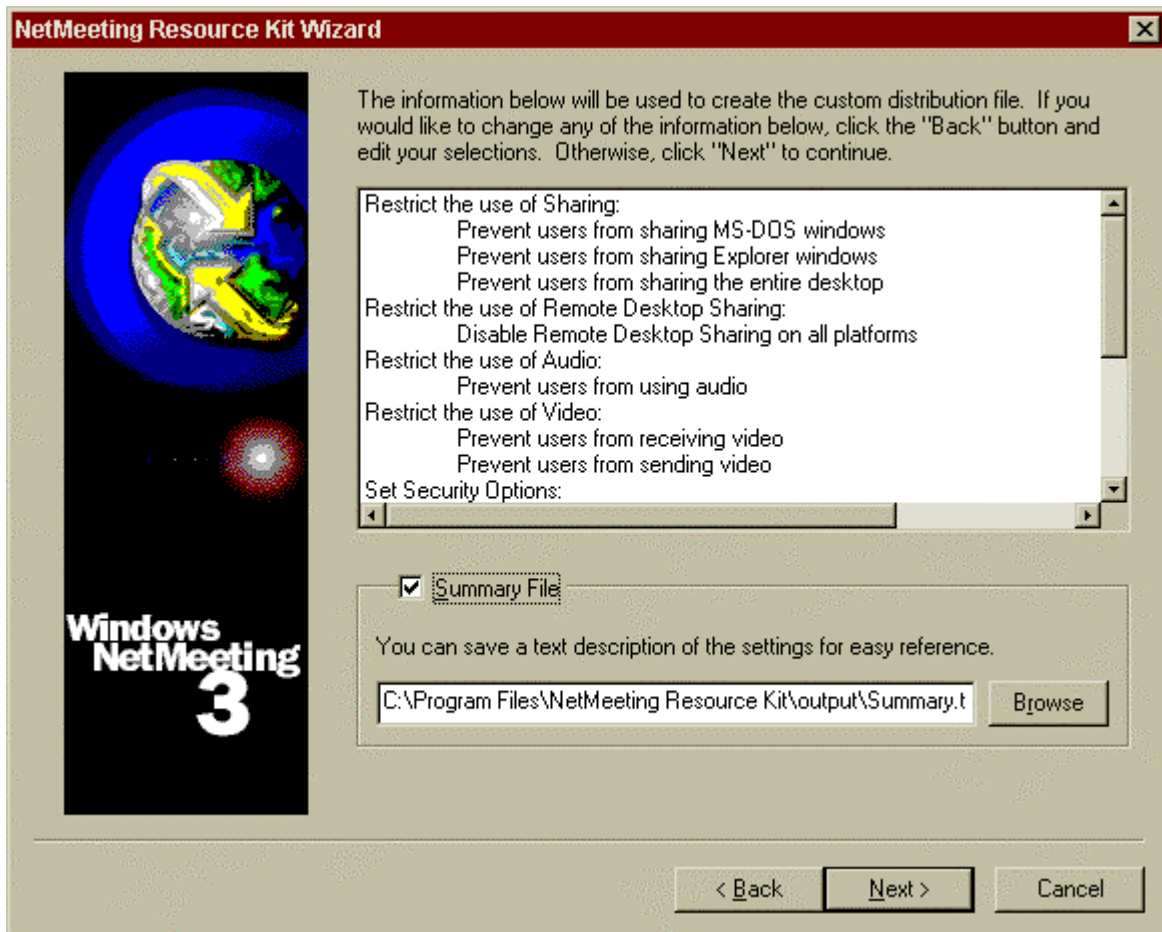 NetMeeting Resource Kit Wizard
The information below will be used to create the custom distribution file. If you
would like to change any of the information below, click the "Back" button and
edit your selections. Otherwise, click "Next" to continue.
Restrict the use of Sharing:
Prevent users from sharing MS-DOS windows
Prevent users from sharing Explorer windows
Prevent users from sharing the entire desktop
Restrict the use of Remote Desktop Sharing:
Disable Remote Desktop Sharing on all platforms
Restrict the use of Audio:
Prevent users from using audio
Restrict the use of Video:
Prevent users from receiving video
Prevent users from sending video
Set Security Options:
Summary File
You can save a text description of the settings for easy reference.
C:\Program Files\NetMeeting Resource Kit\output\Summary.t
Browse
Windows
NetMeeting
3
< Back
Next >
Cancel